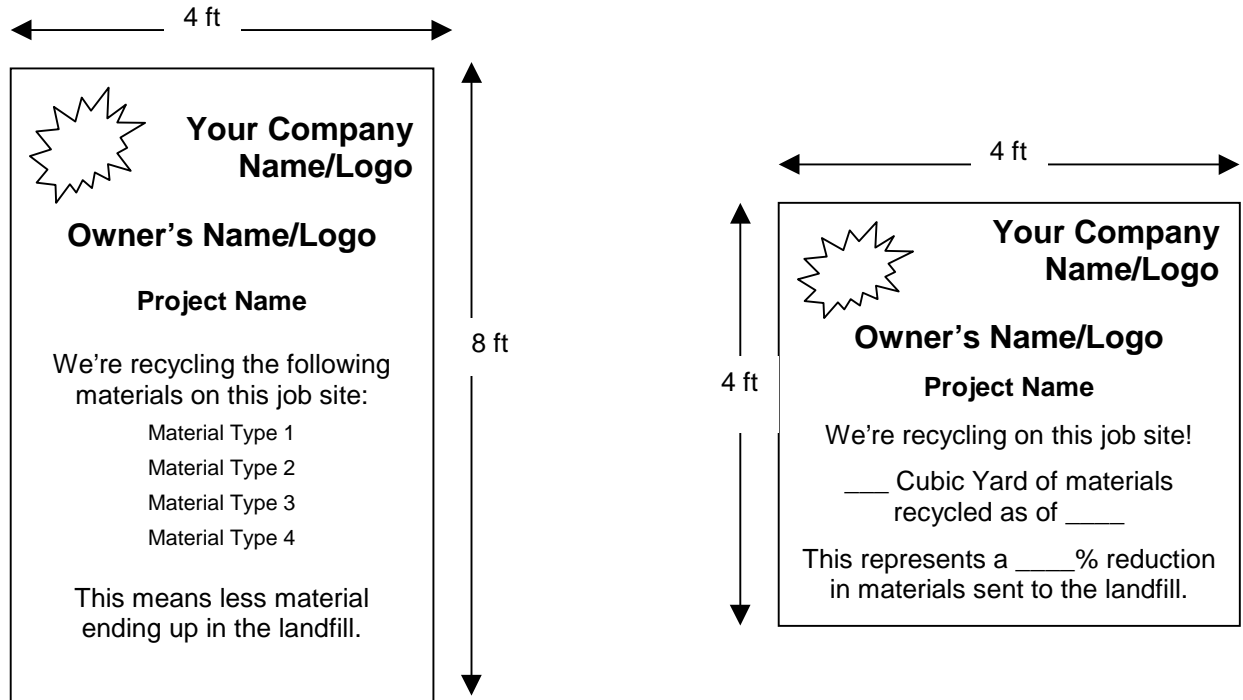 4 ft
Your Company
Name/Logo
Owner's Name/Logo
Project Name
We're recycling the following
materials on this job site:
Material Type 1
Material Type 2
Material Type 3
Material Type 4
This means less material
ending up in the landfill.
8 ft
4 ft
4 ft
Your Company
Name/Logo
Owner's Name/Logo
Project Name
We're recycling on this job site!
___ Cubic Yard of materials
recycled as of ____
This represents a ____% reduction
in materials sent to the landfill.